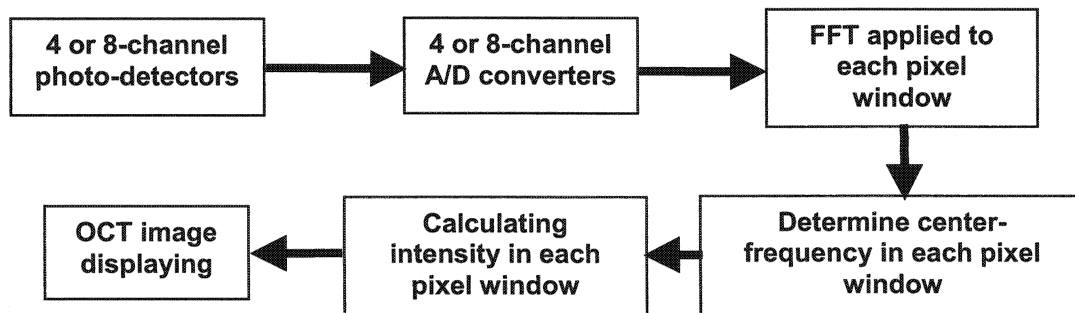 4 or 8-channel
photo-detectors
4 or 8-channel
A/D converters
FFT applied to
each pixel
window
Determine center-
frequency in each pixel
window
Calculating
intensity in each
pixel window
OCT image
displaying